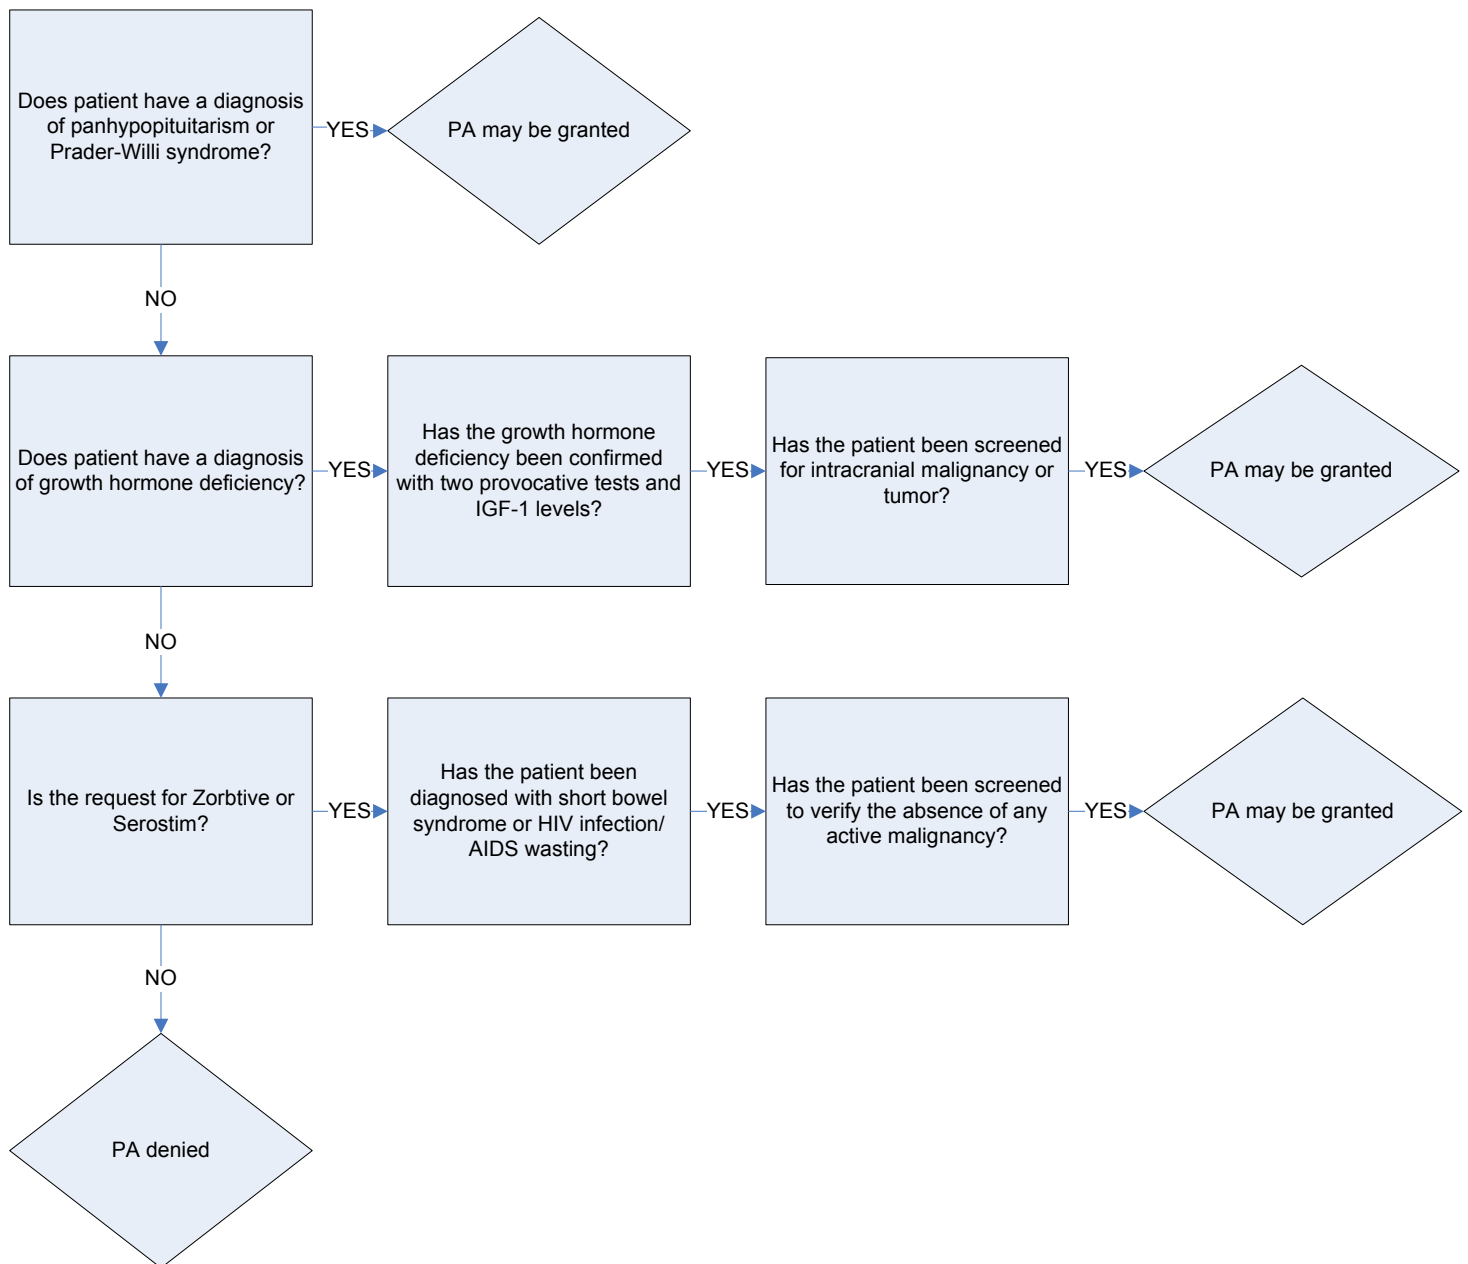 Does patient have a diagnosis
of panhypopituitarism or
Prader-Willi syndrome?
YES
PA may be granted
NO
Does patient have a diagnosis
of growth hormone deficiency?
YES
Has the growth hormone
deficiency been confirmed
with two provocative tests and
IGF-1 levels?
YES
Has the patient been screened
for intracranial malignancy or
tumor?
YES
PA may be granted
NO
Is the request for Zorbtive or
Serostim?
YES
Has the patient been
diagnosed with short bowel
syndrome or HIV infection/
AIDS wasting?
YES
Has the patient been screened
to verify the absence of any
active malignancy?
YES
PA may be granted
NO
PA denied